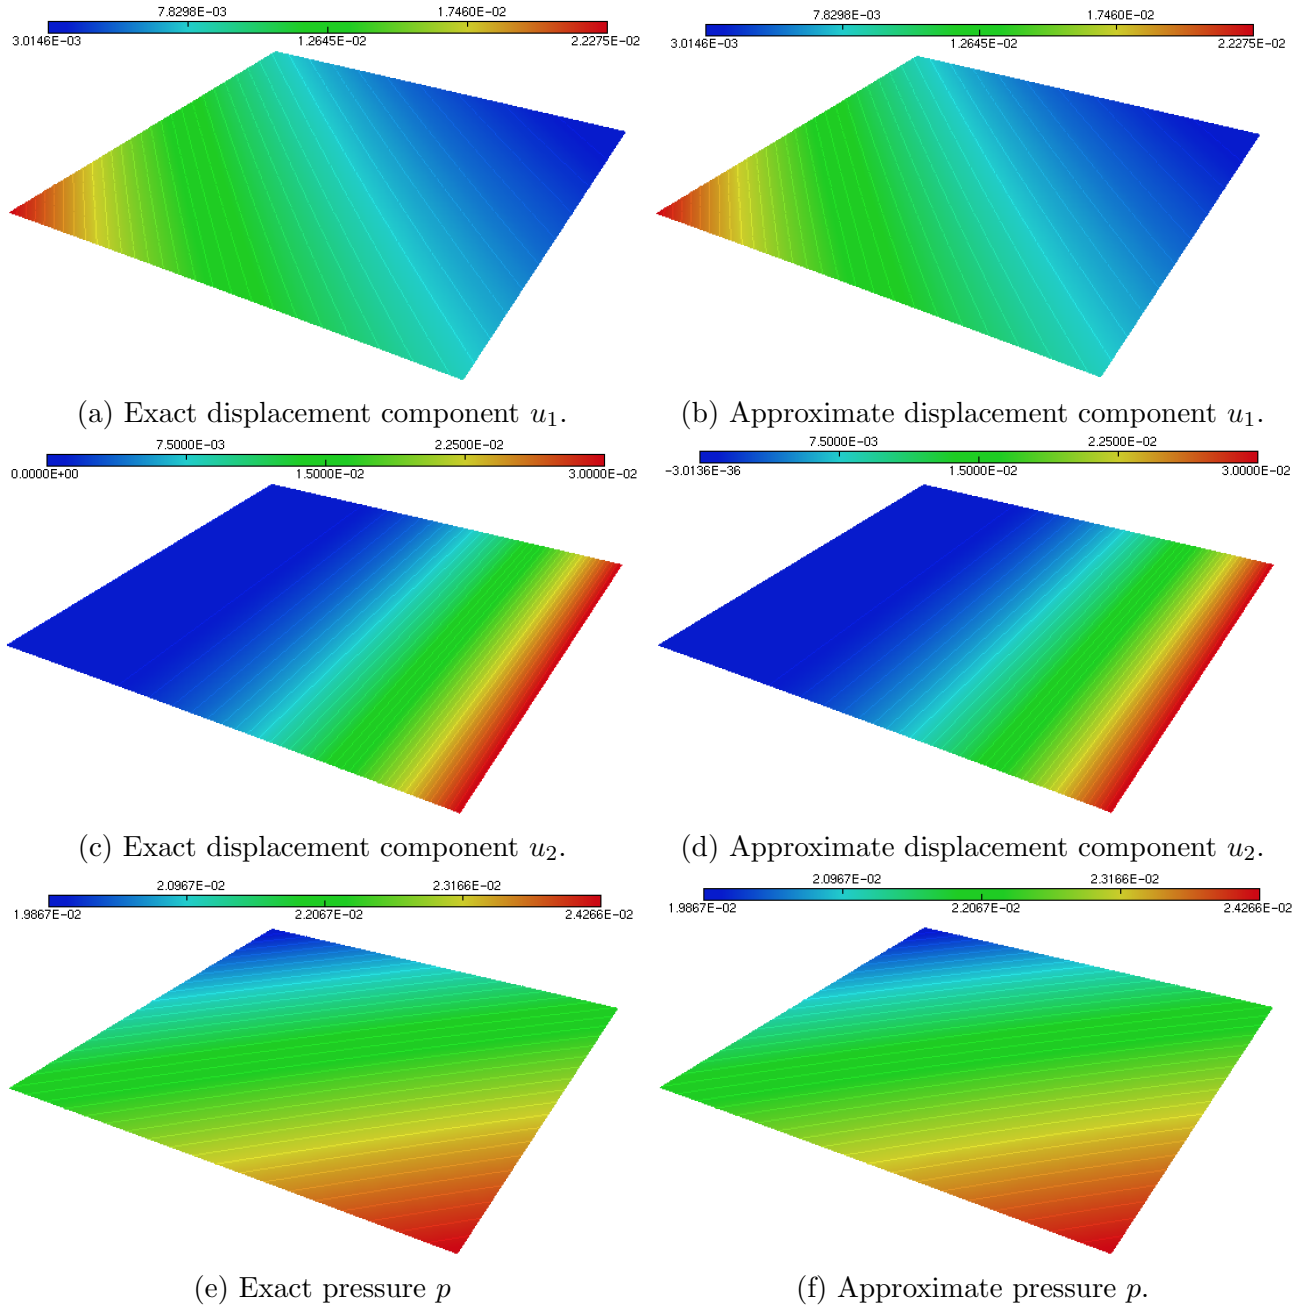 7.8298E-03 1.7460E-02 7.8298E-03 1.7460E-02
3.0146E-03 1.2645E-02 2.2275E-02 3.0146E-03 1.2645E-02 2.2275E-02
(a) Exact displacement component u₁. (b) Approximate displacement component u₁.
7.5000E-03 2.2500E-02 7.5000E-03 2.2500E-02
0.0000E+00 1.5000E-02 3.0000E-02 -3.0136E-36 1.5000E-02 3.0000E-02
(c) Exact displacement component u₂. (d) Approximate displacement component u₂.
2.0967E-02 2.3166E-02 2.0967E-02 2.3166E-02
1.9867E-02 2.2067E-02 2.4266E-02 1.9867E-02 2.2067E-02 2.4266E-02
(e) Exact pressure p (f) Approximate pressure p.